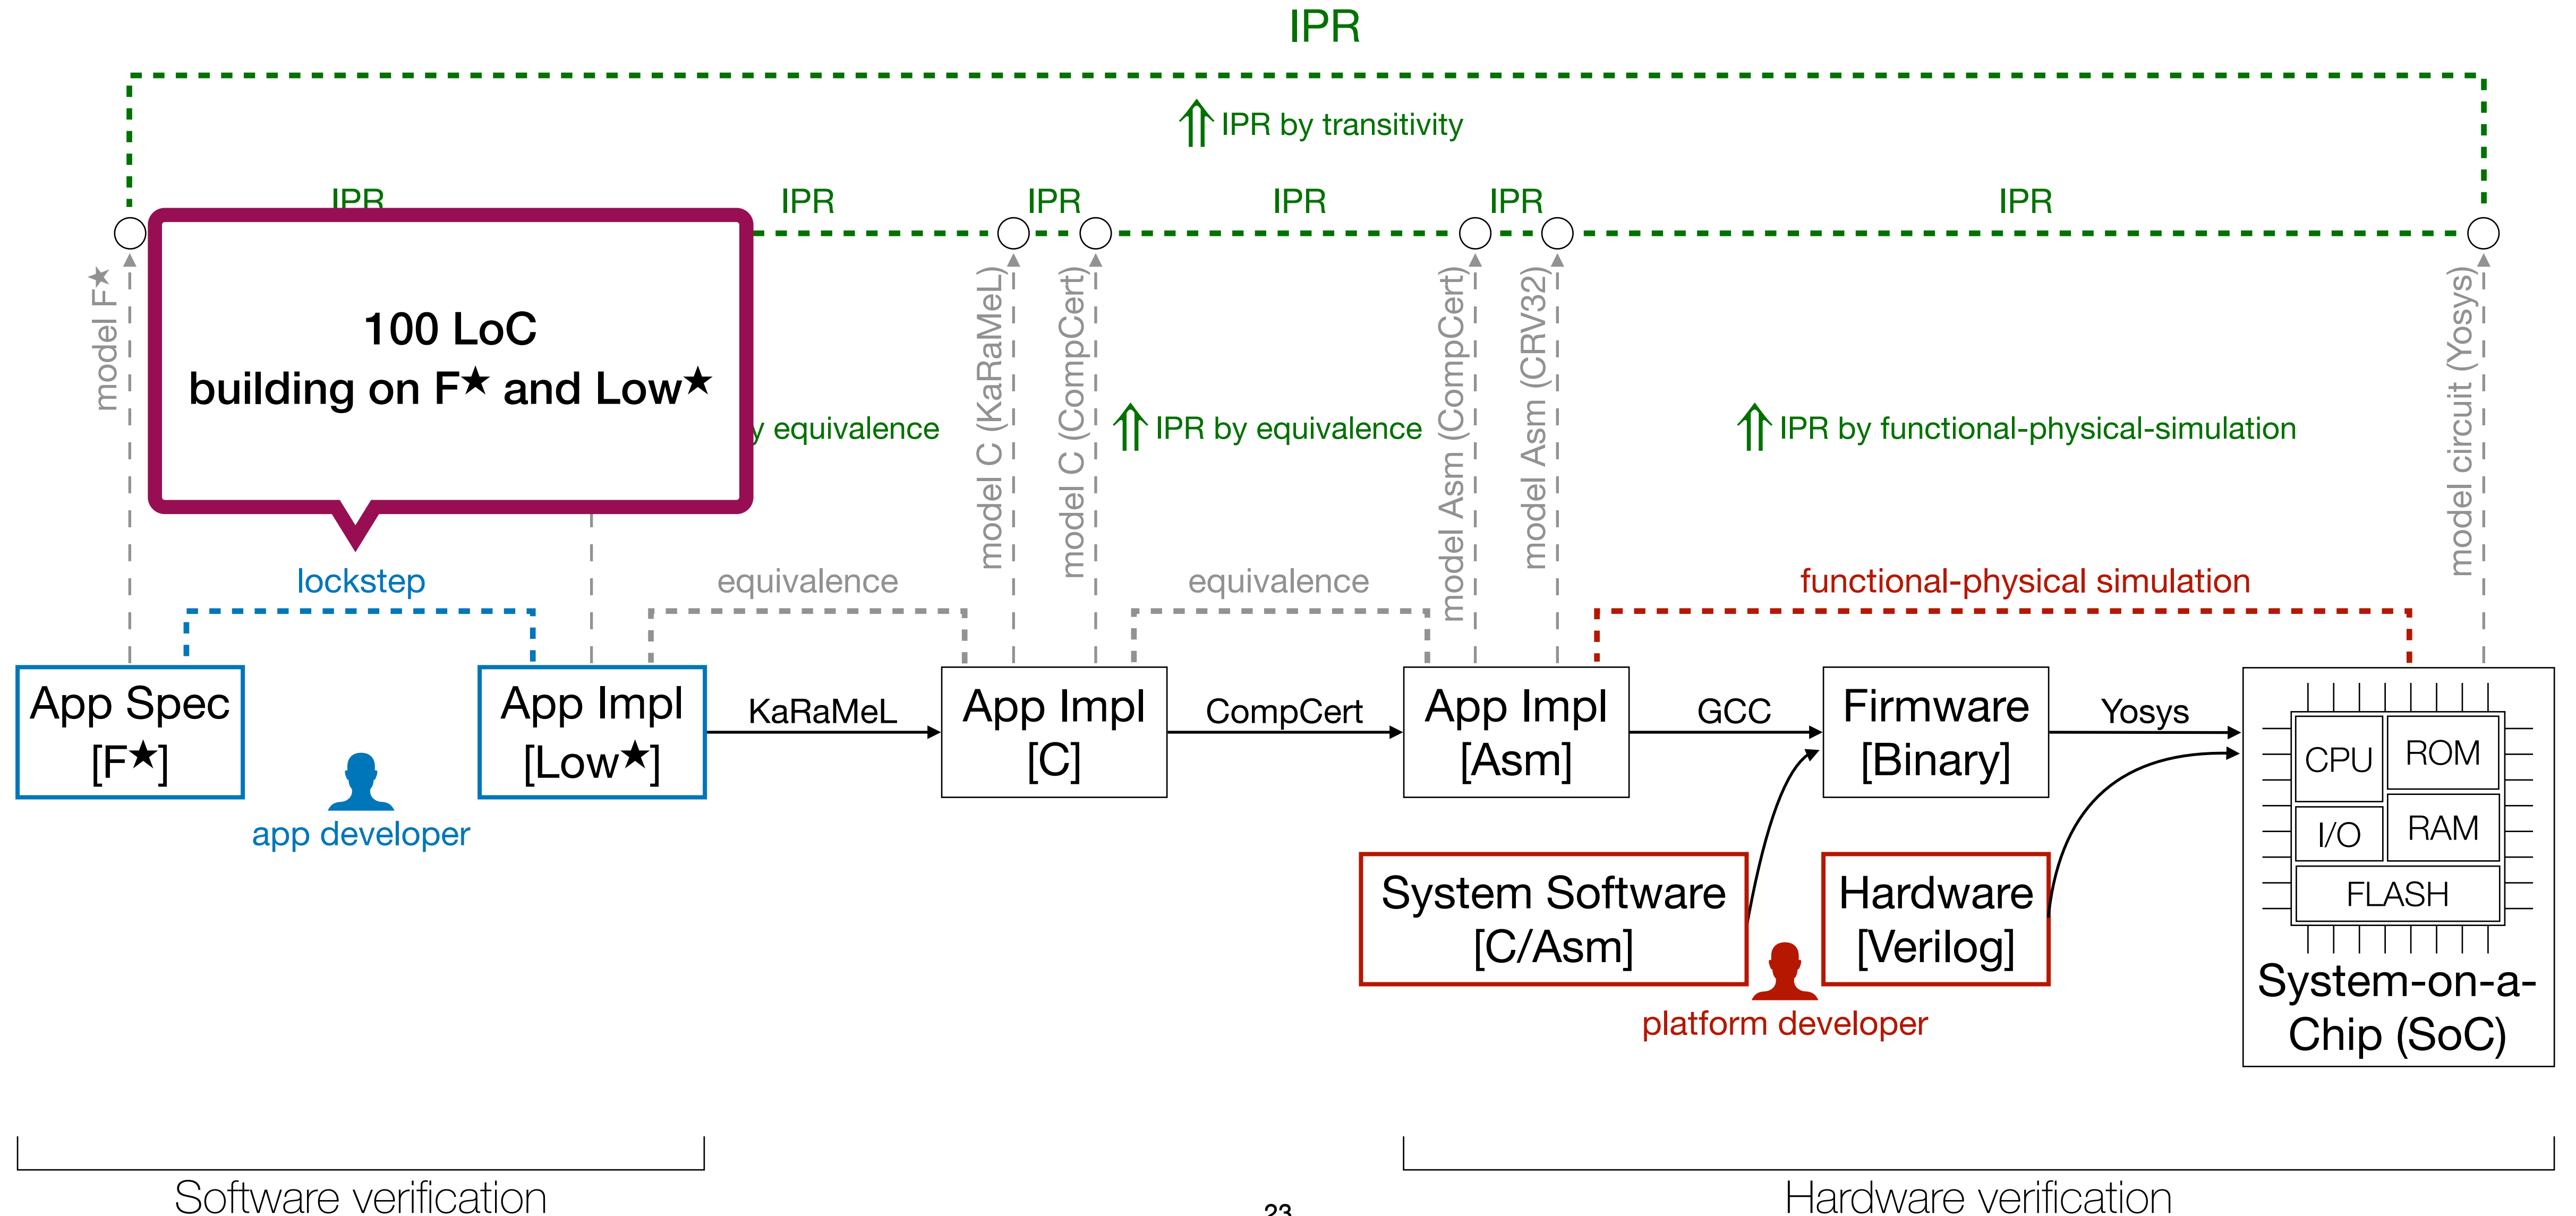 IPR
IPR by transitivity
IPR
IPR
IPR
IPR
IPR
IPR
model F★
100 LoC
building on F★ and Low★
equivalence
model C (KaRaMeL)
model C (CompCert)
IPR by equivalence
model Asm (CompCert)
model Asm (CRV32)
IPR by functional-physical-simulation
model circuit (Yosys)
lockstep
equivalence
equivalence
functional-physical simulation
App Spec
[F★]
app developer
App Impl
[Low★]
KaRaMeL
App Impl
[C]
CompCert
App Impl
[Asm]
GCC
Firmware
[Binary]
Yosys
CPU
ROM
I/O
RAM
FLASH
System-on-a-
Chip (SoC)
System Software
[C/Asm]
Hardware
[Verilog]
platform developer
Software verification
23
Hardware verification